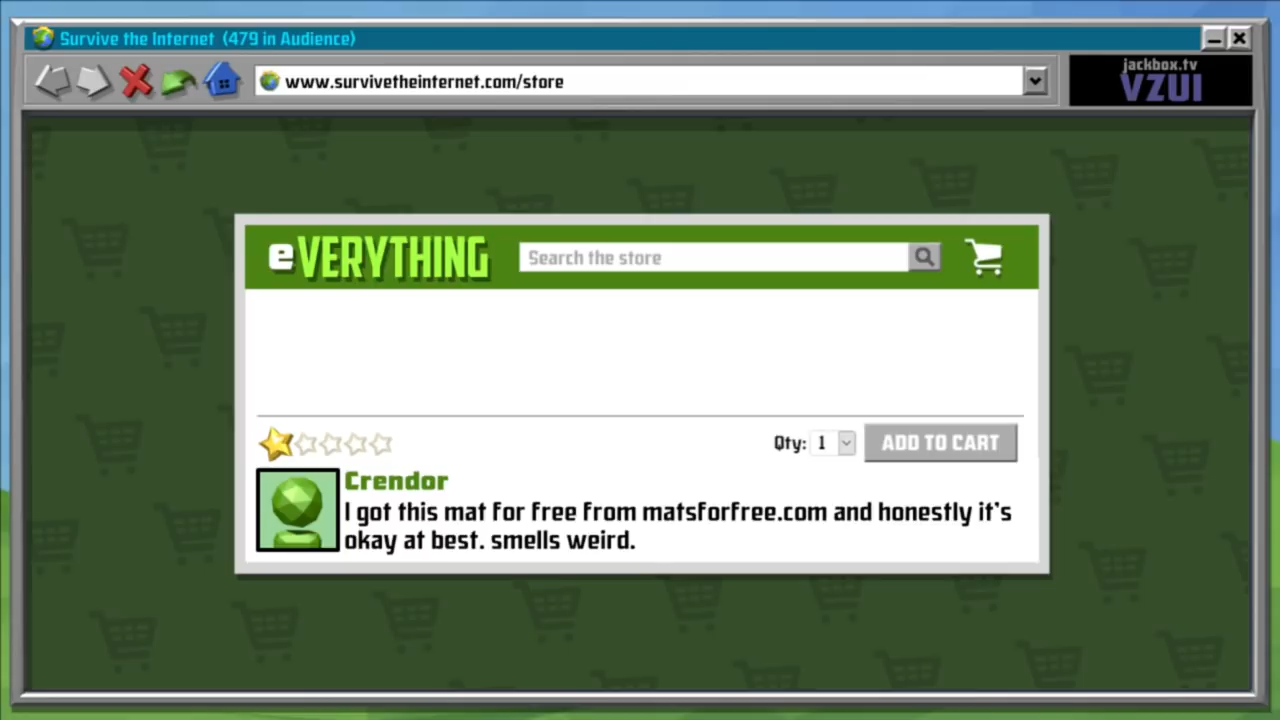 Survive the Internet (479 in Audience)
www.survivetheinternet.com/store
jackbox.tv
VZUI
eVERYTHING
Search the store
Qty: 1
ADD TO CART
Crendor
I got this mat for free from matsforfree.com and honestly it's
okay at best. smells weird.